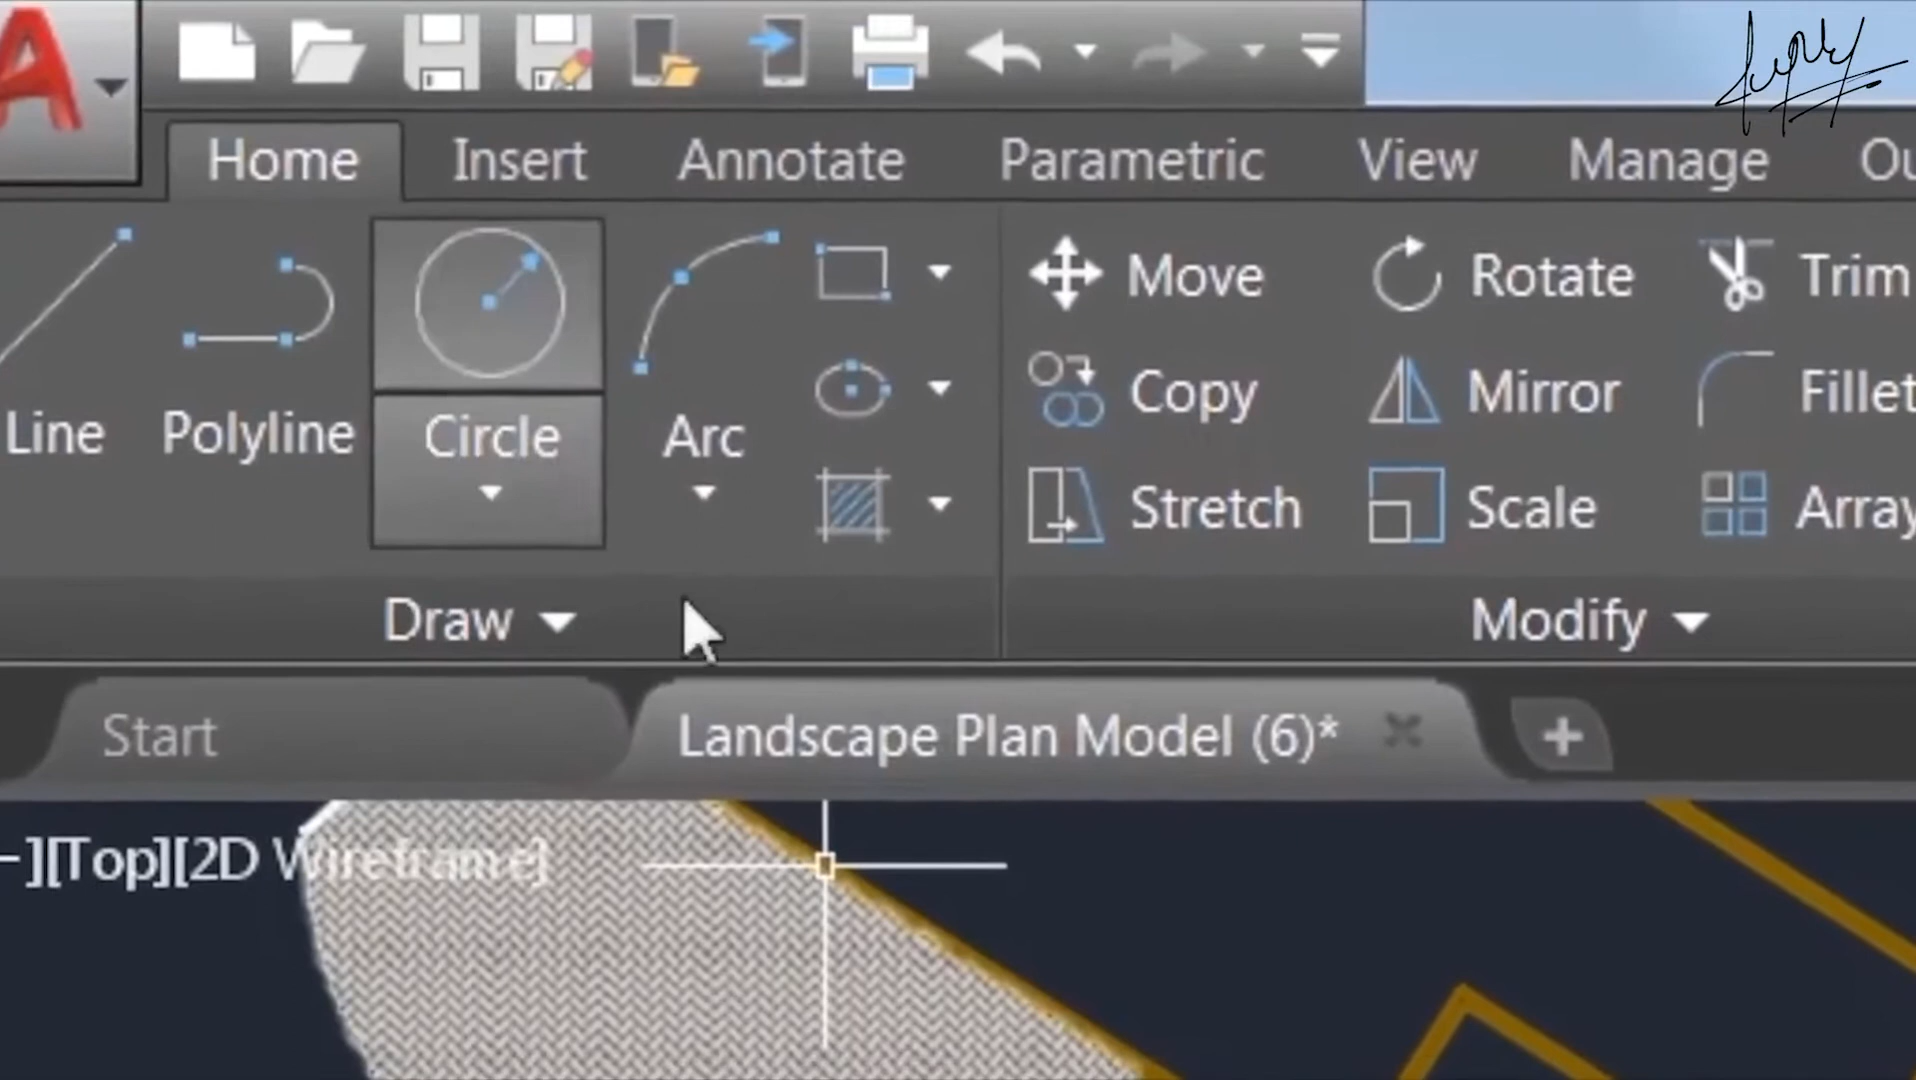 Home Insert Annotate Parametric View Manage
Move Rotate Trim
Line Polyline Circle Arc Copy Mirror Fillet
Stretch Scale Array
Draw Modify
Start Landscape Plan Model (6)*
-][Top][2D Wireframe]